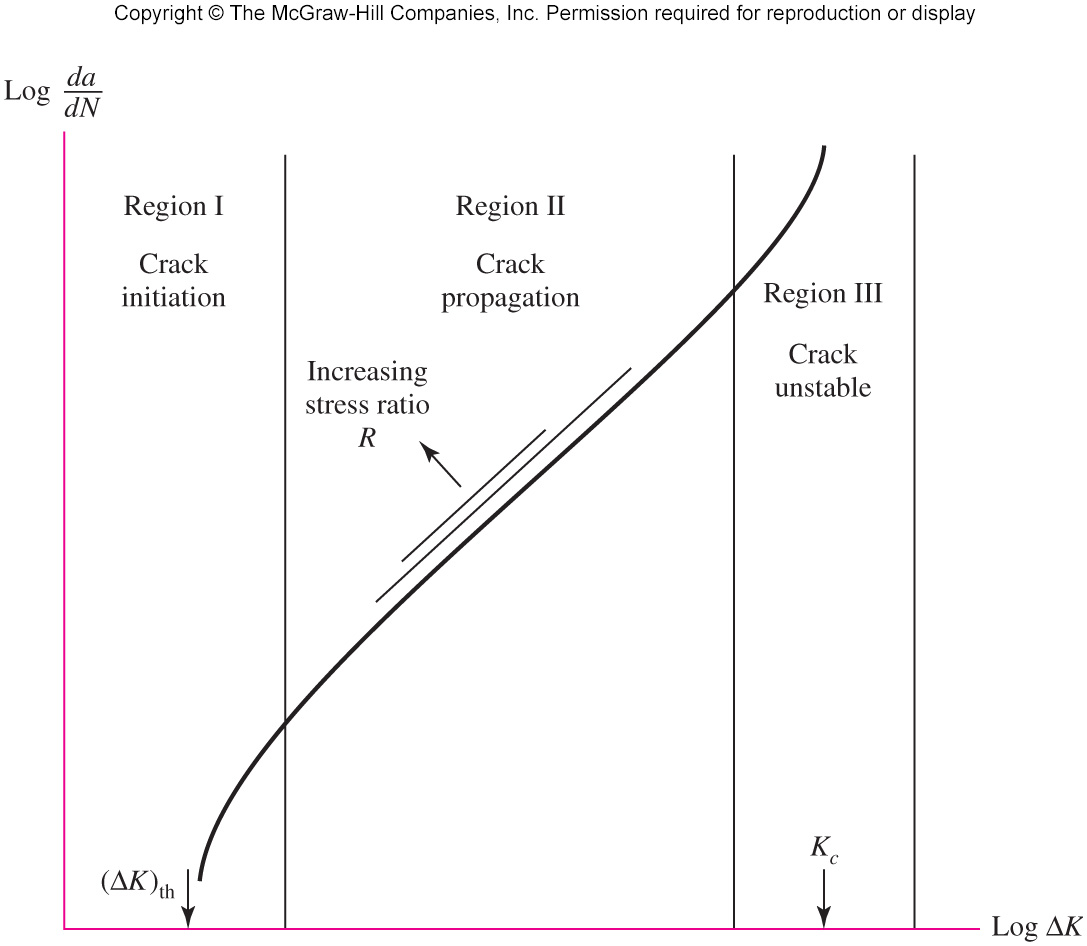 Copyright © The McGraw-Hill Companies, Inc. Permission required for reproduction or display
Log da/dN
Region I
Crack
initiation
Region II
Crack
propagation
Region III
Crack
unstable
Increasing
stress ratio
R
(ΔK)th
Kc
Log ΔK